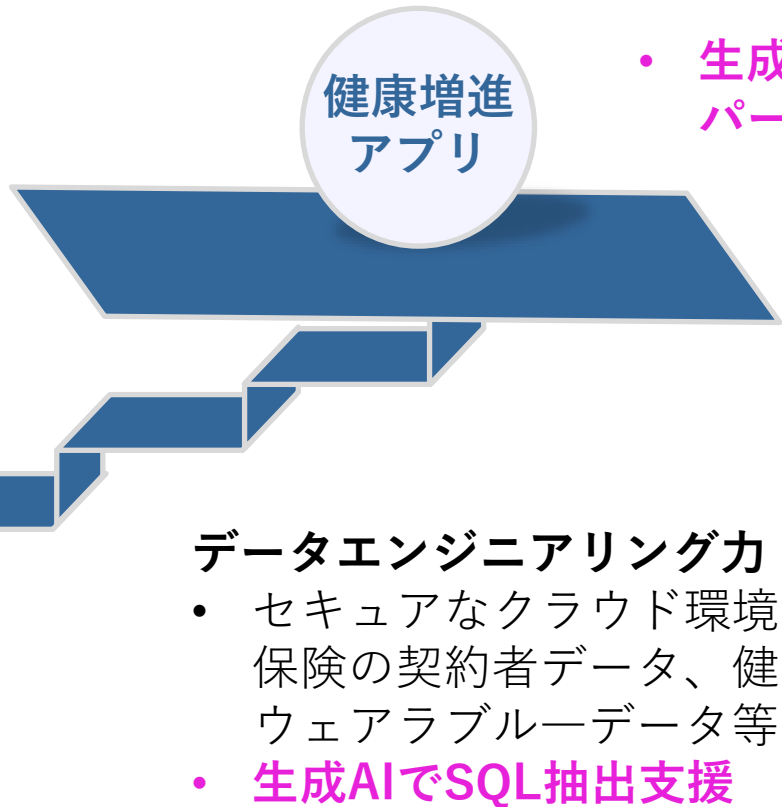 • 生成
パー
健康増進
アプリ
データエンジニアリング力
• セキュアなクラウド環境
保険の契約者データ、健
ウェアラブル―データ等
• 生成AIでSQL抽出支援